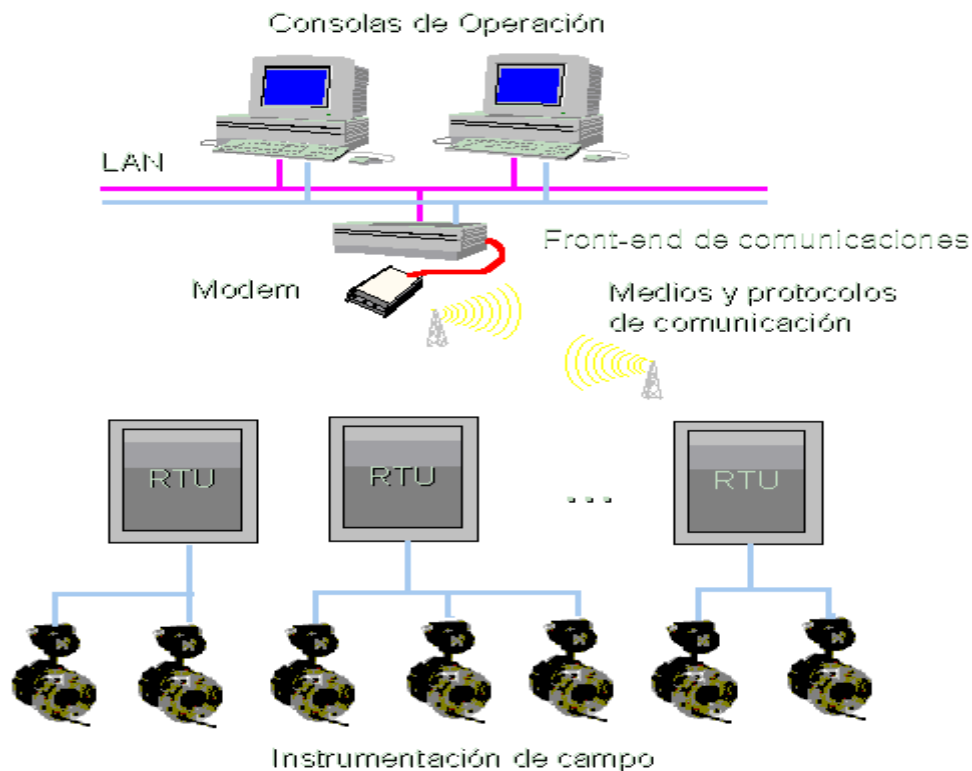 Consolas de Operación
LAN
Front-end de comunicaciones
Modem
Medios y protocolos
de comunicación
RTU
RTU
...
RTU
Instrumentación de campo